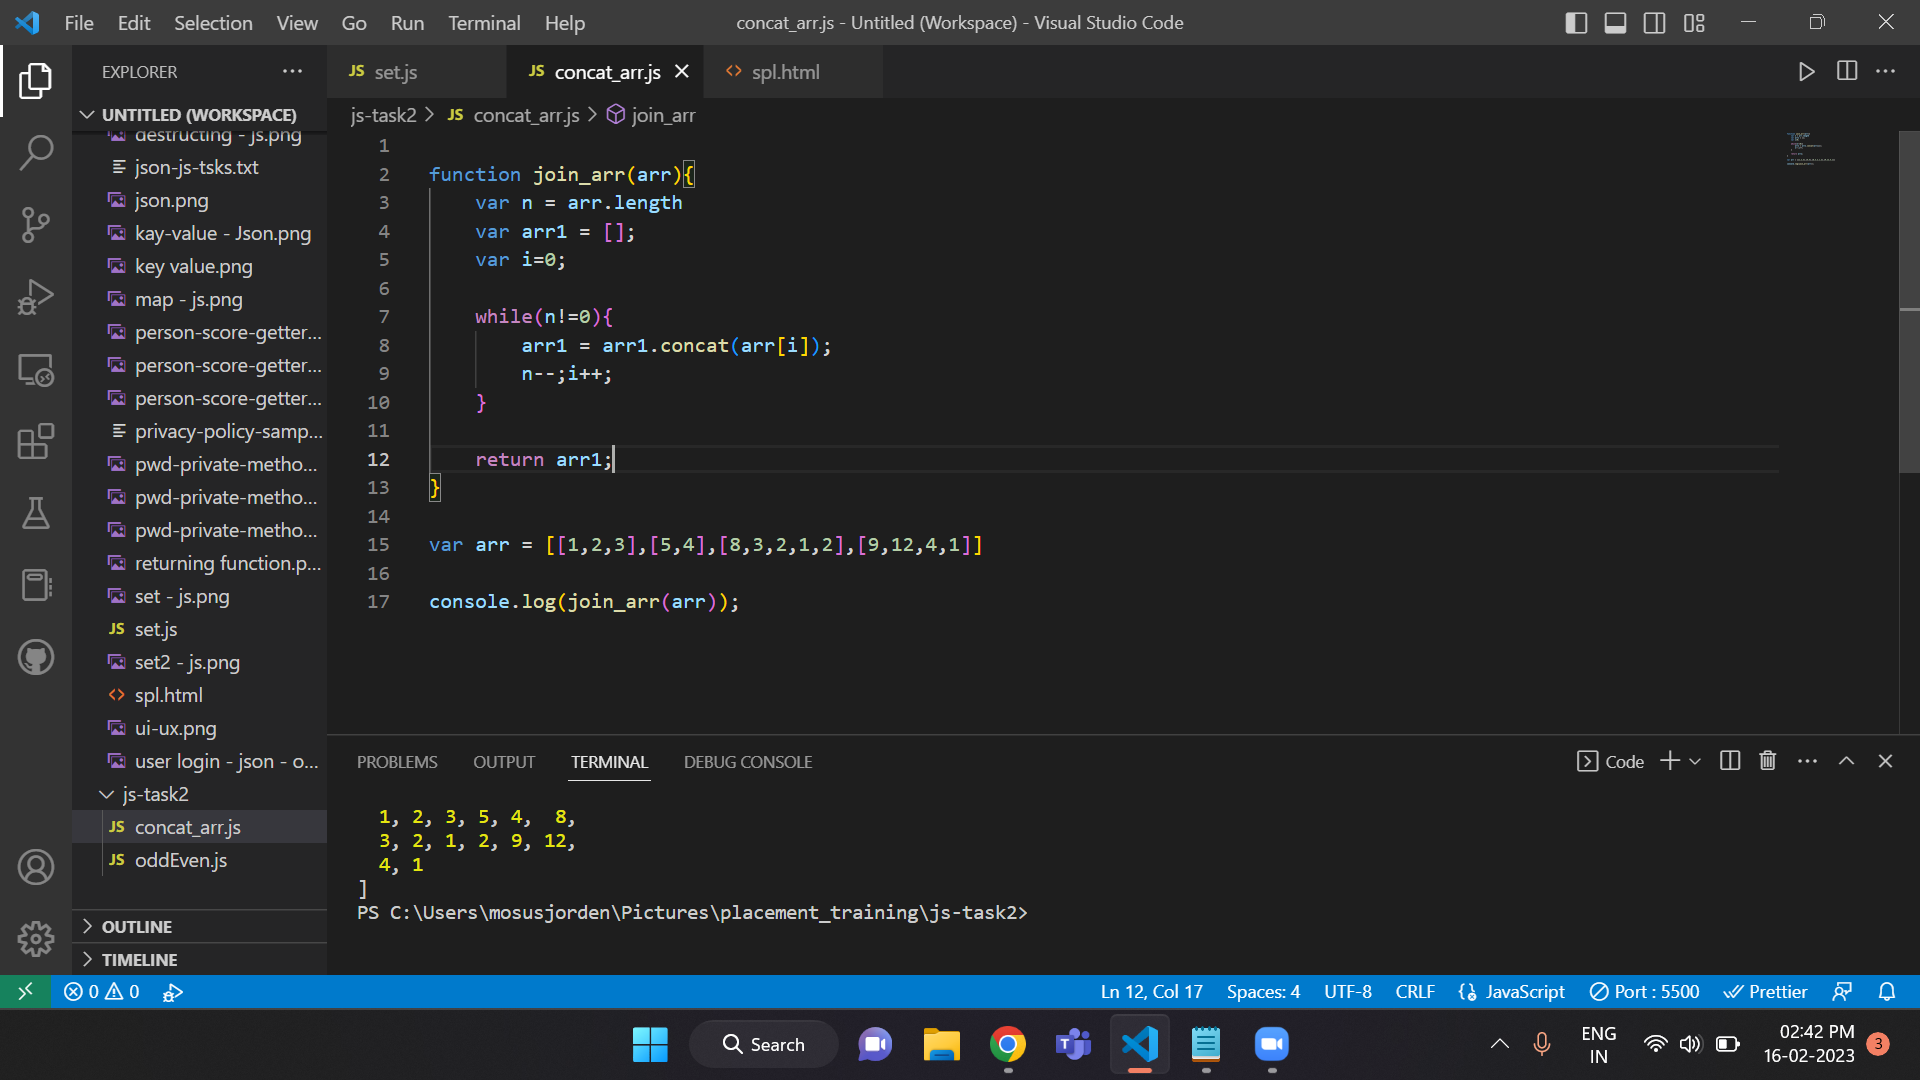 File Edit Selection View Go Run Terminal Help
concat_arr.js - Untitled (Workspace) - Visual Studio Code
EXPLORER
JS set.js
JS concat_arr.js
<> spl.html
UNTITLED (WORKSPACE)
js-task2 > JS concat_arr.js > join_arr
destructing - js.png
json-js-tsks.txt
json.png
kay-value - Json.png
key value.png
map - js.png
person-score-getter...
person-score-getter...
person-score-getter...
privacy-policy-samp...
pwd-private-metho...
pwd-private-metho...
pwd-private-metho...
returning function.p...
set - js.png
JS set.js
set2 - js.png
<> spl.html
ui-ux.png
user login - json - o...
js-task2
JS concat_arr.js
JS oddEven.js
OUTLINE
TIMELINE
1
2 function join_arr(arr){
3 var n = arr.length
4 var arr1 = [];
5 var i=0;
6
7 while(n!=0){
8 arr1 = arr1.concat(arr[i]);
9 n--;i++;
10 }
11
12 return arr1;
13 }
14
15 var arr = [[1,2,3],[5,4],[8,3,2,1,2],[9,12,4,1]]
16
17 console.log(join_arr(arr));
PROBLEMS OUTPUT TERMINAL DEBUG CONSOLE
Code
1, 2, 3, 5, 4, 8,
3, 2, 1, 2, 9, 12,
4, 1
]
PS C:\Users\mosusjorden\Pictures\placement_training\js-task2>
0 0
Ln 12, Col 17 Spaces: 4 UTF-8 CRLF JavaScript Port : 5500 Prettier
Search
ENG
IN
02:42 PM
16-02-2023
3